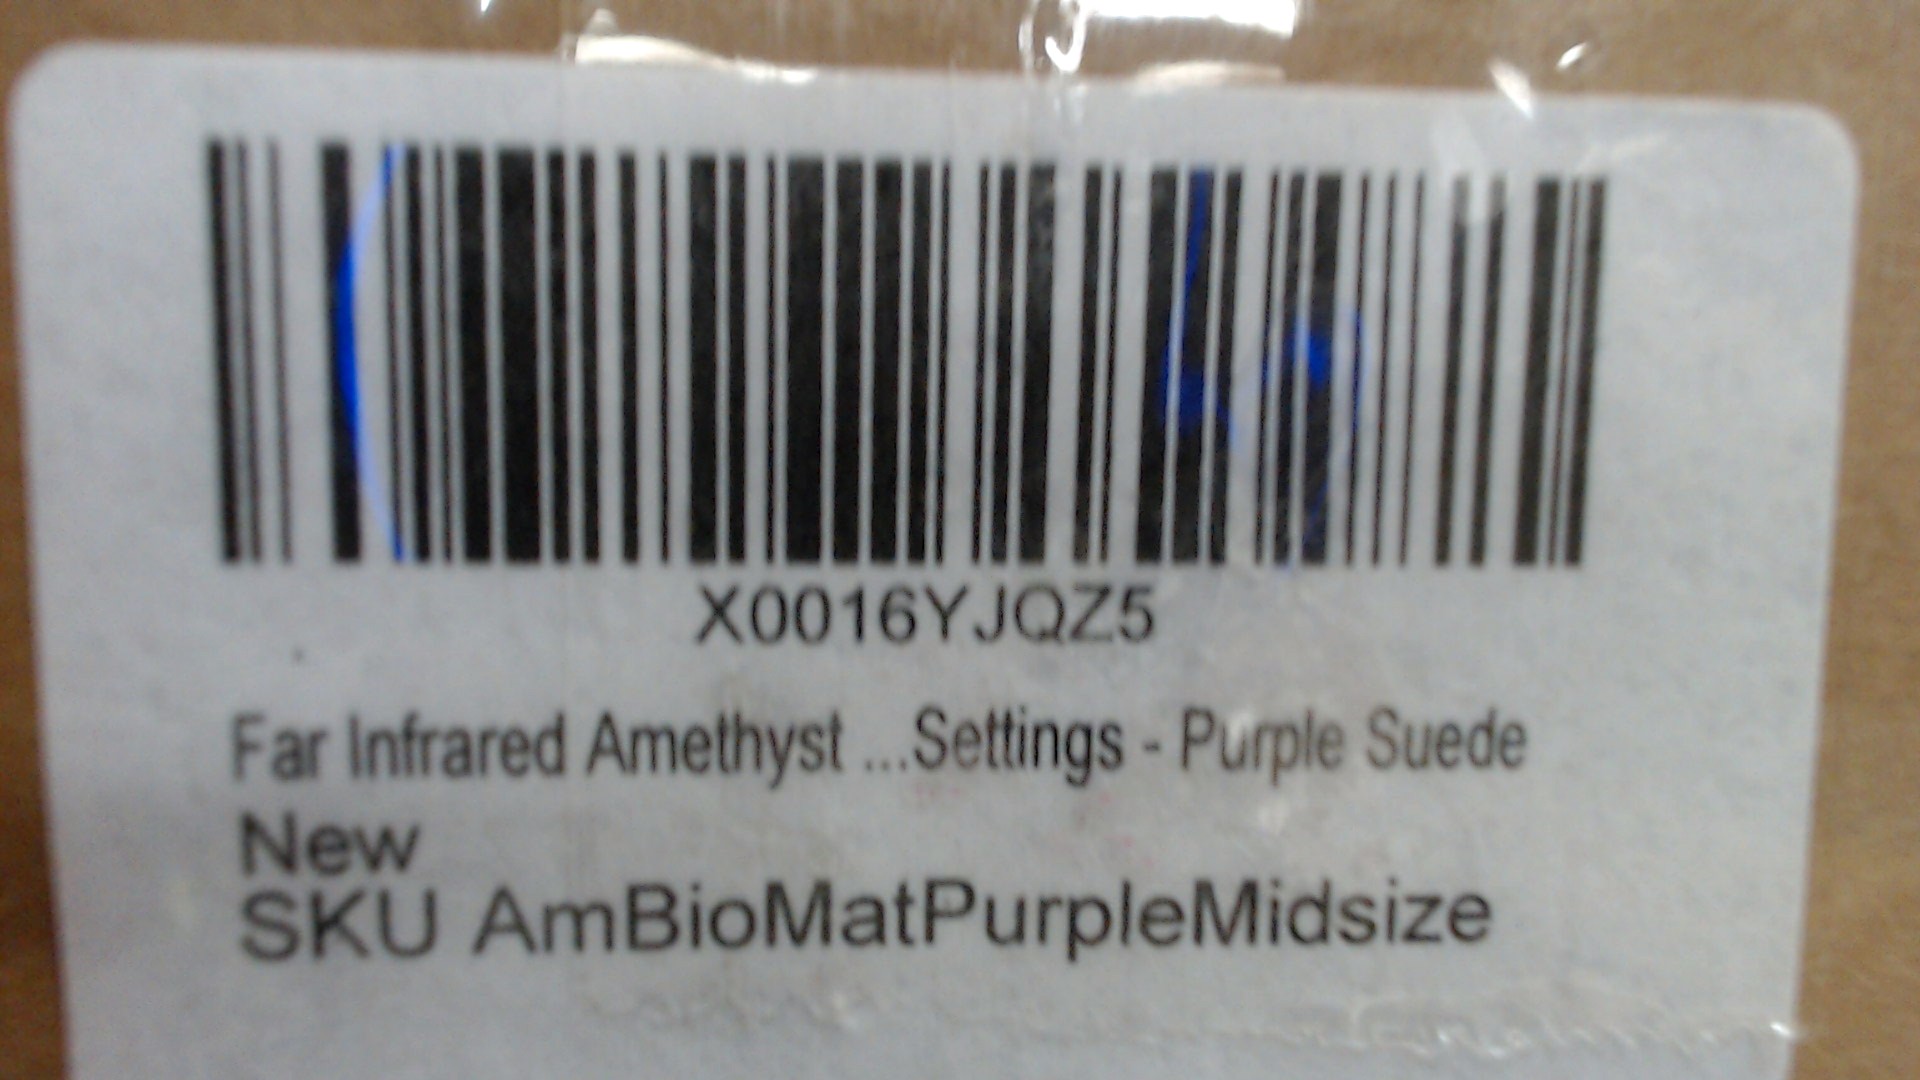 X0016YJQZ5
Far Infrared Amethyst ...Settings - Purple Suede
New
SKU AmBioMatPurpleMidsize